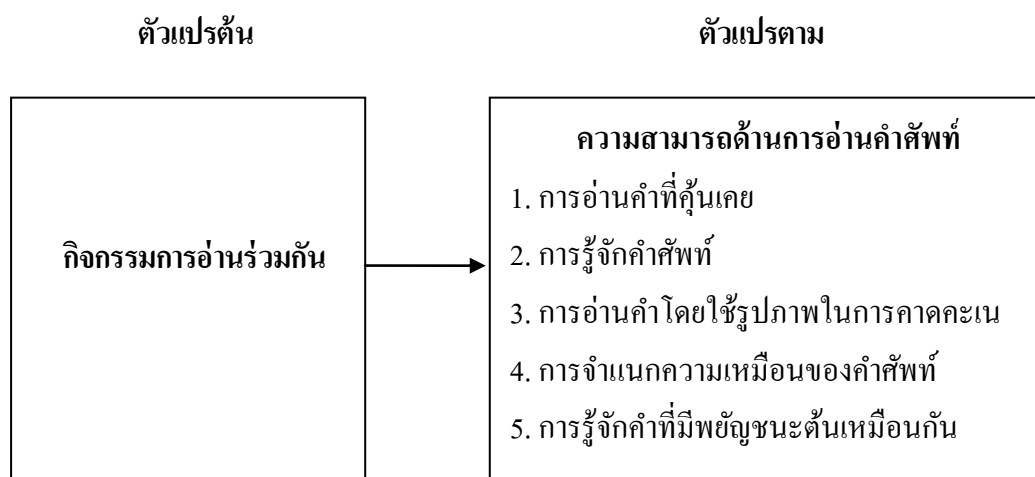 ตัวแปรต้น
ตัวแปรตาม
กิจกรรมการอ่านร่วมกัน
ความสามารถด้านการอ่านคำศัพท์
1. การอ่านคำที่คุ้นเคย
2. การรู้จักคำศัพท์
3. การอ่านคำโดยใช้รูปภาพในการคาดคะเน
4. การจำแนกความเหมือนของคำศัพท์
5. การรู้จักคำที่มีพยัญชนะต้นเหมือนกัน